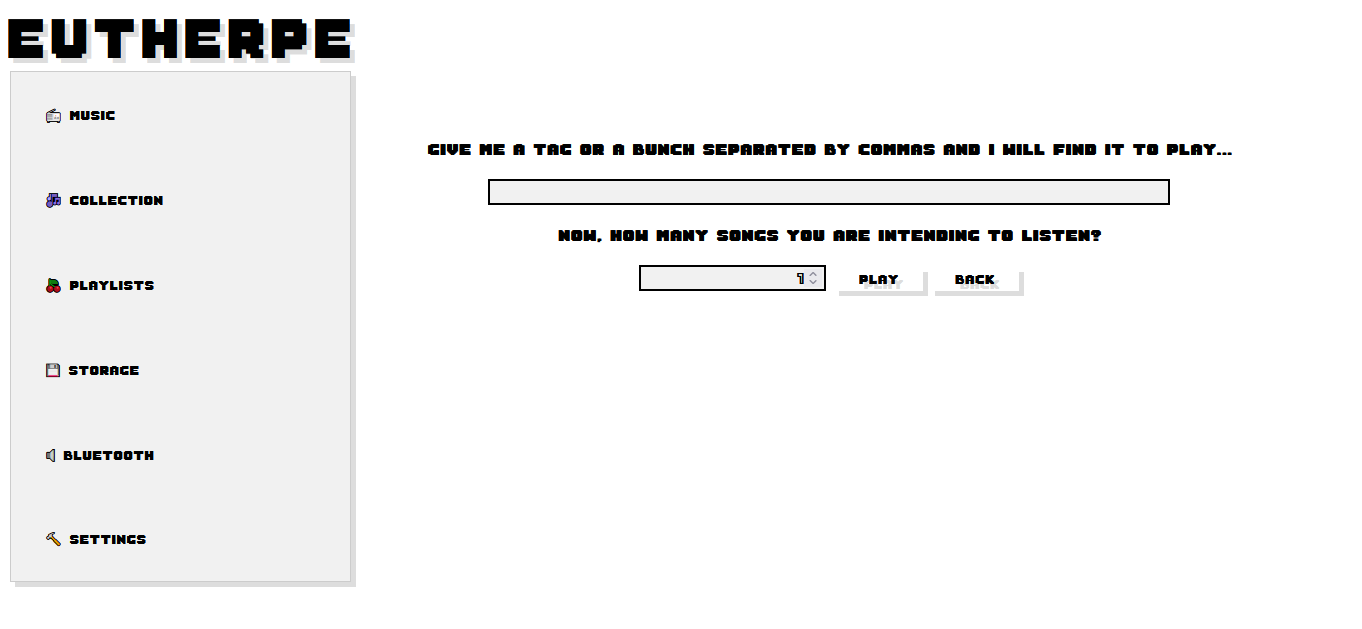 EUTHERPE
MUSIC
COLLECTION
PLAYLISTS
STORAGE
BLUETOOTH
SETTINGS
GIVE ME A TAG OR A BUNCH SEPARATED BY COMMAS AND I WILL FIND IT TO PLAY...
NOW, HOW MANY SONGS YOU ARE INTENDING TO LISTEN?
1 PLAY BACK